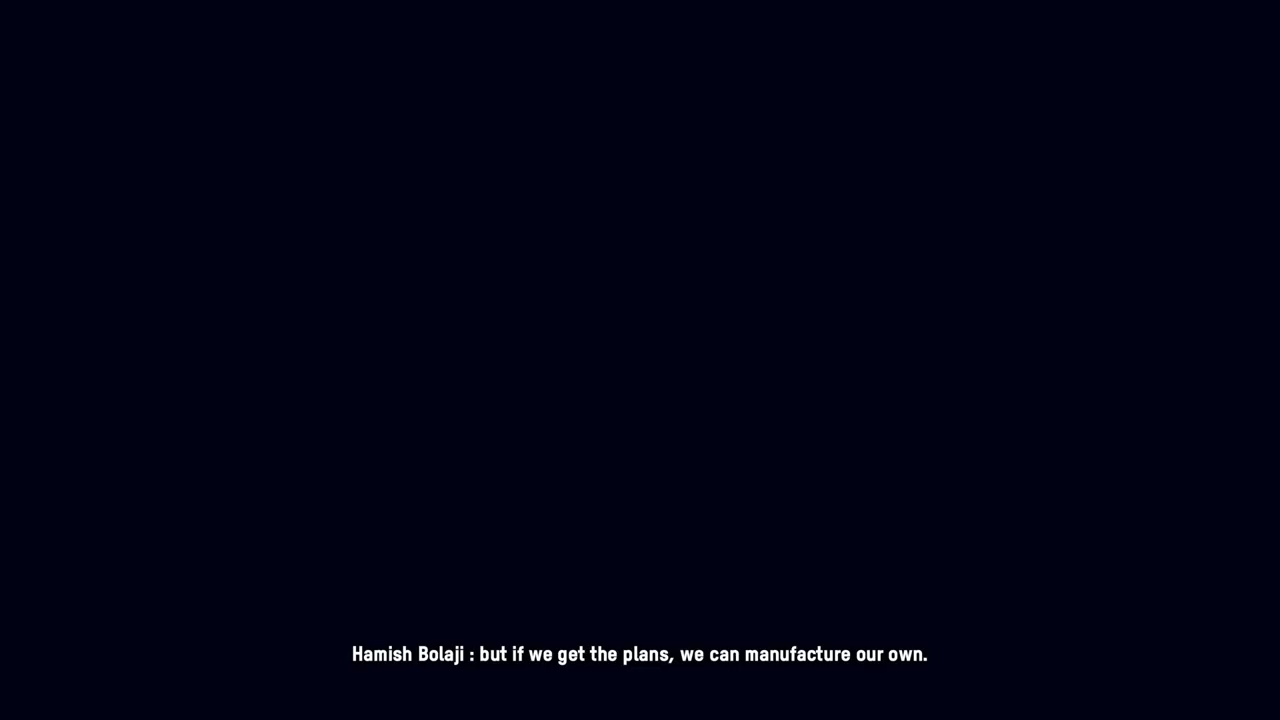 Hamish Bolaji : but if we get the plans, we can manufacture our own.